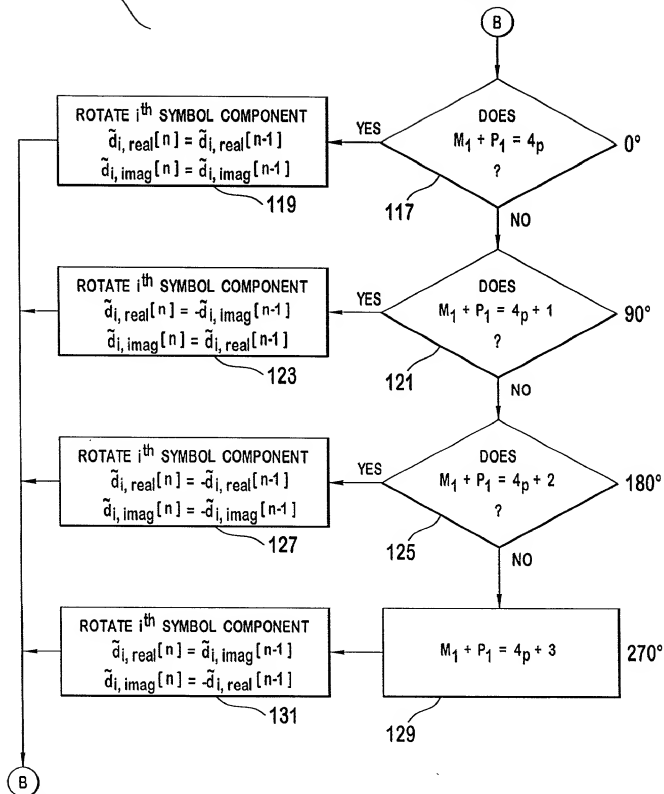 B
ROTATE iᵗʰ SYMBOL COMPONENT
d̃i, real[n] = d̃i, real[n-1]
d̃i, imag[n] = d̃i, imag[n-1]
119
YES
DOES
M₁ + P₁ = 4p
?
0°
117
NO
ROTATE iᵗʰ SYMBOL COMPONENT
d̃i, real[n] = -d̃i, imag[n-1]
d̃i, imag[n] = d̃i, real[n-1]
123
YES
DOES
M₁ + P₁ = 4p + 1
?
90°
121
NO
ROTATE iᵗʰ SYMBOL COMPONENT
d̃i, real[n] = -d̃i, real[n-1]
d̃i, imag[n] = -d̃i, imag[n-1]
127
YES
DOES
M₁ + P₁ = 4p + 2
?
180°
125
NO
ROTATE iᵗʰ SYMBOL COMPONENT
d̃i, real[n] = d̃i, imag[n-1]
d̃i, imag[n] = -d̃i, real[n-1]
131
M₁ + P₁ = 4p + 3
270°
129
B